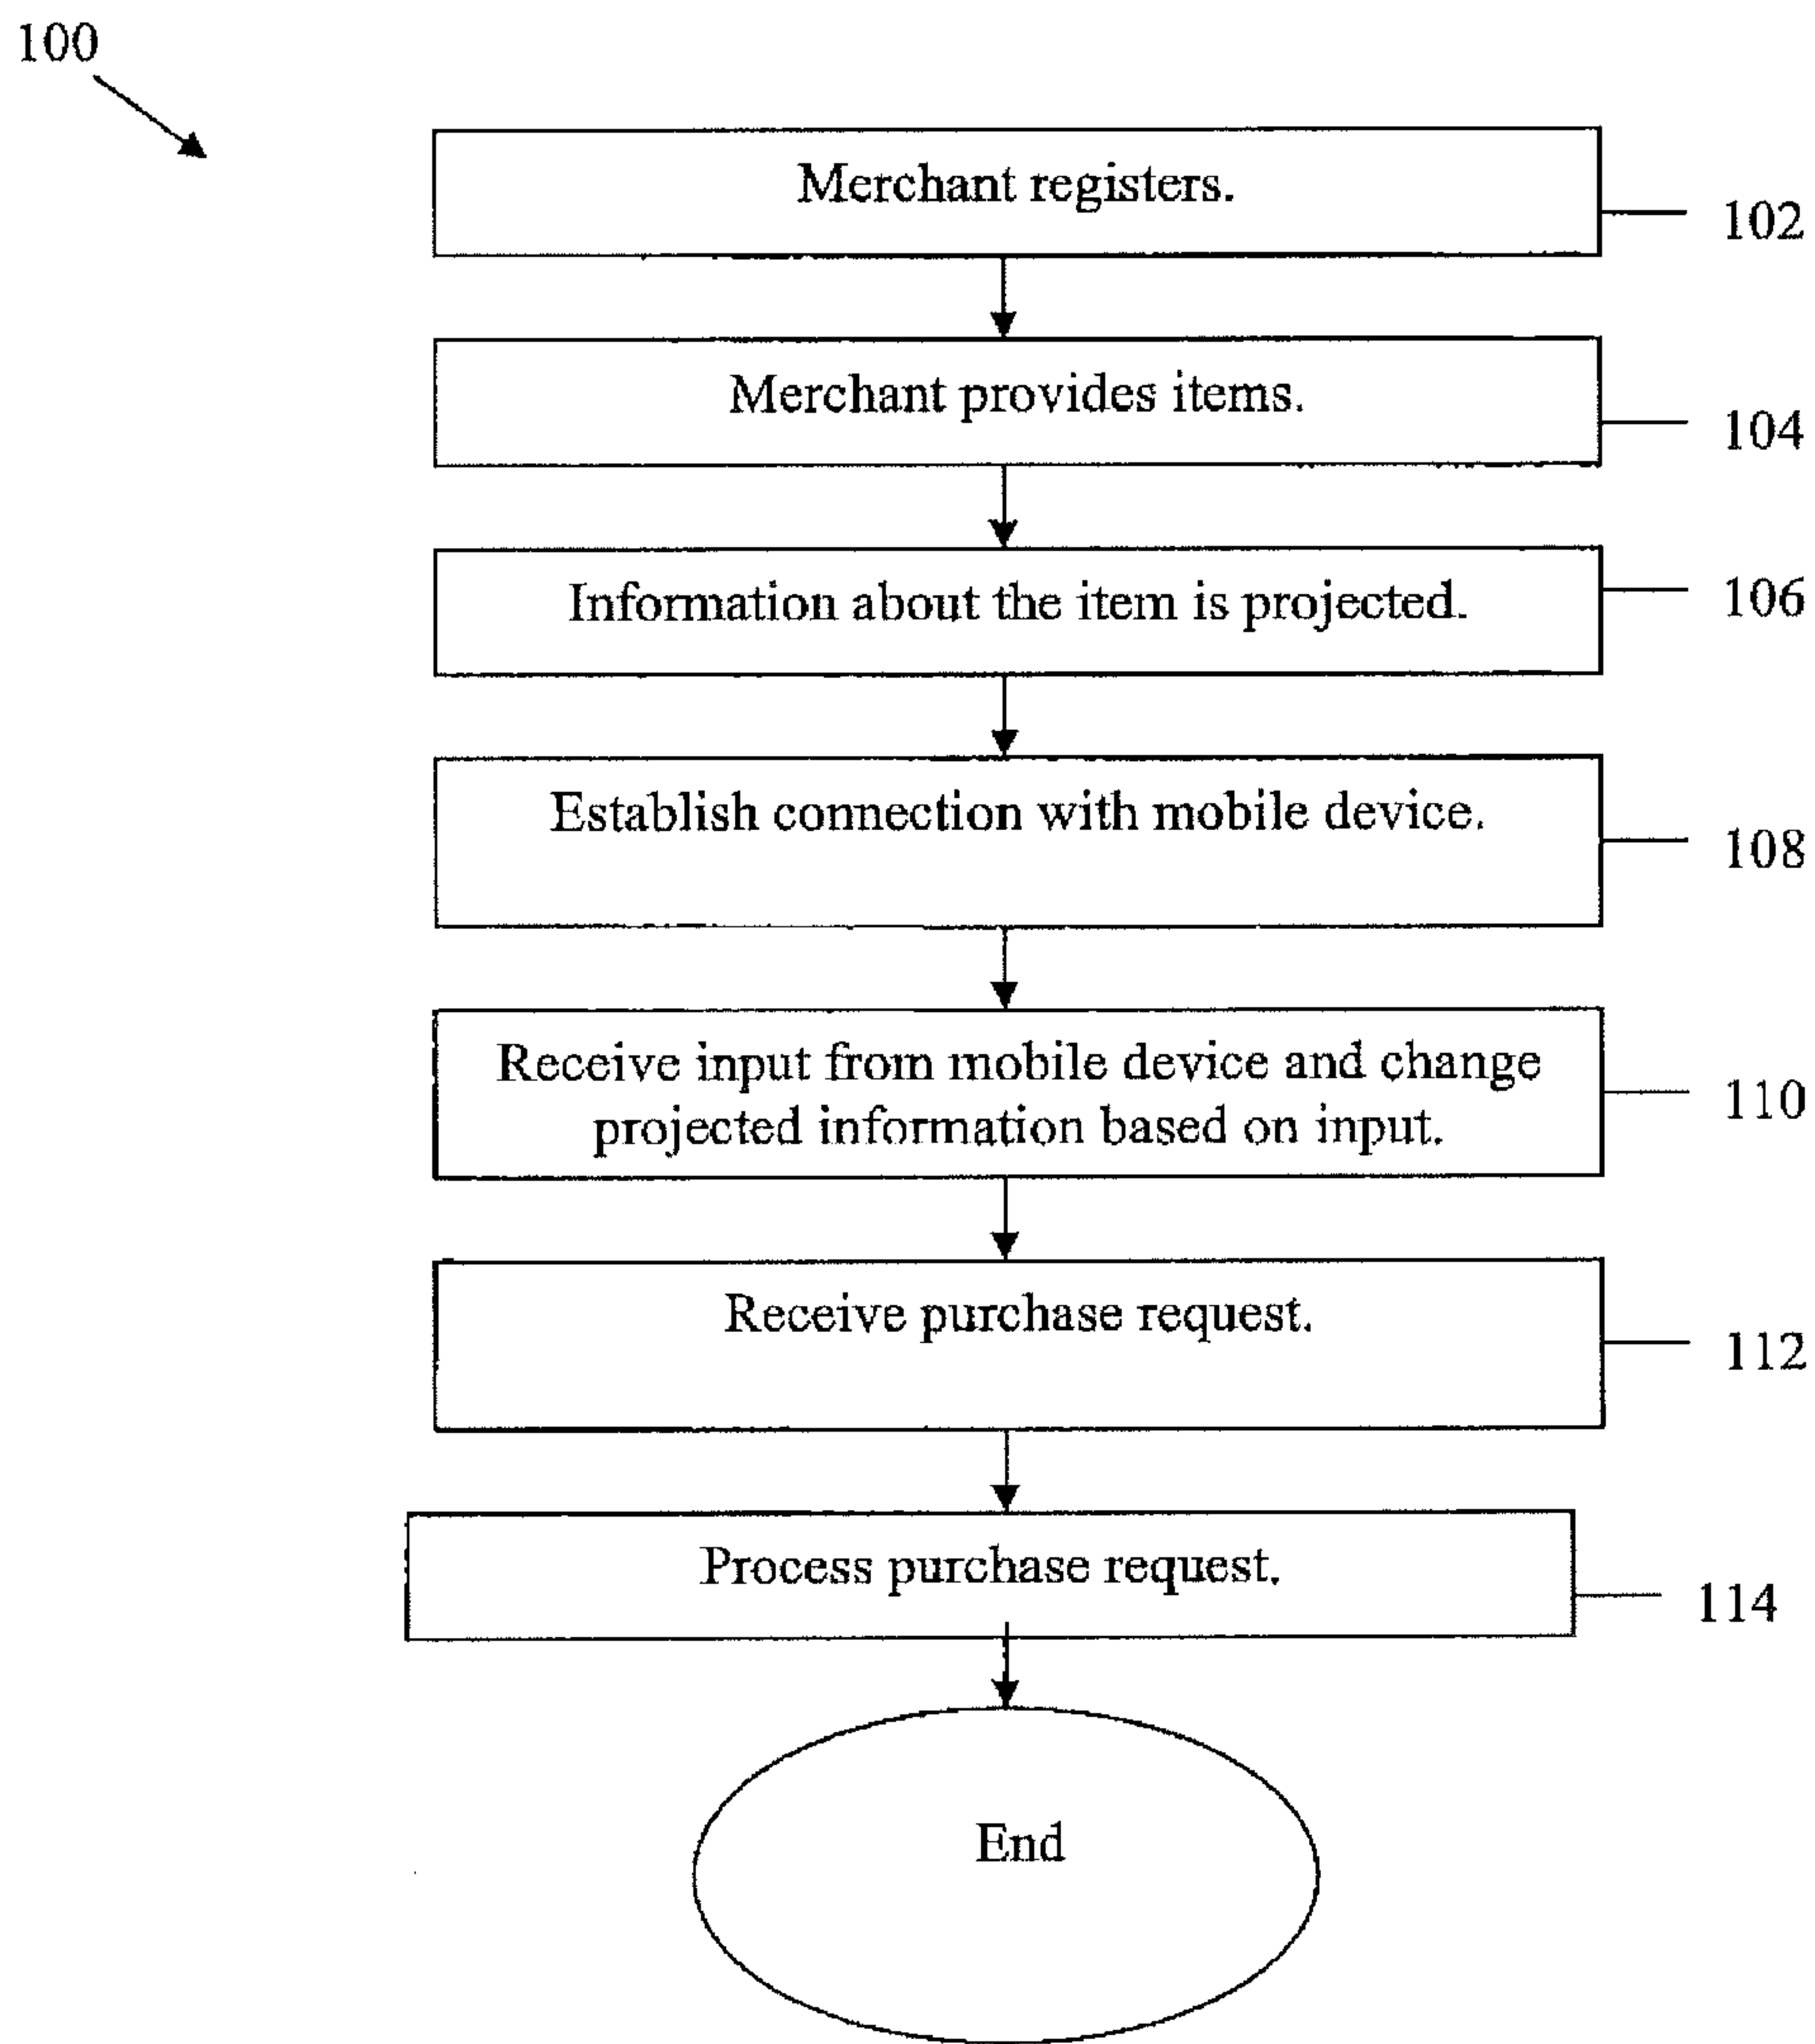 100
Merchant registers.
102
Merchant provides items.
104
Information about the item is projected.
106
Establish connection with mobile device.
108
Receive input from mobile device and change
projected information based on input.
110
Receive purchase request.
112
Process purchase request.
114
End